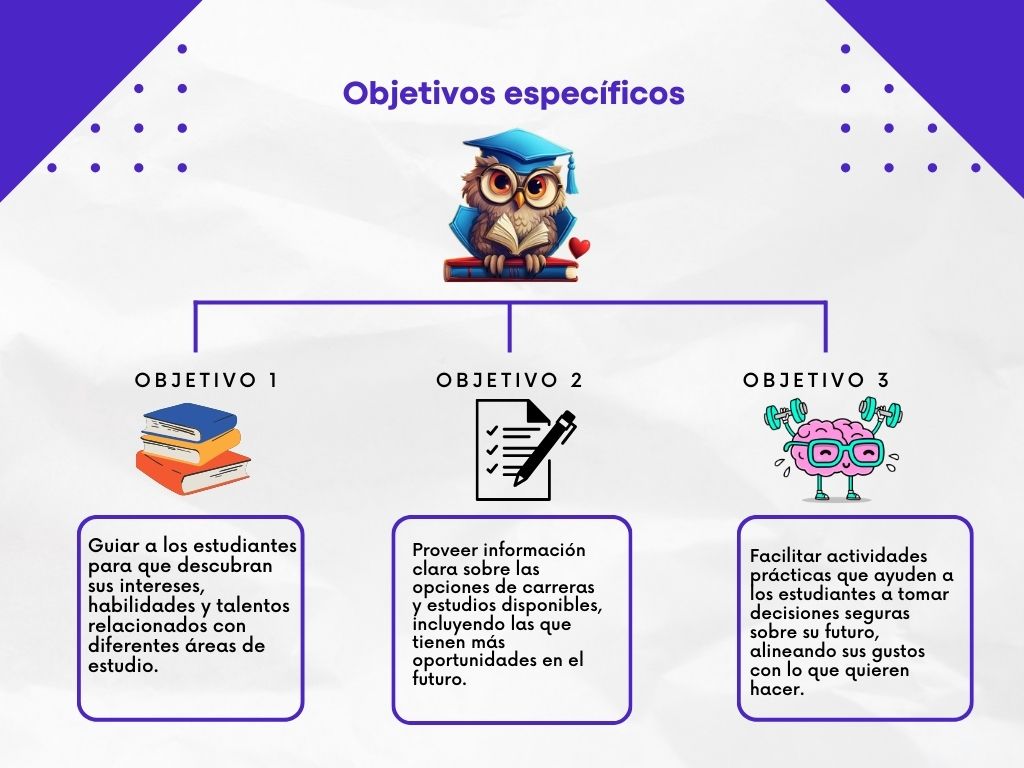 Objetivos específicos
OBJETIVO 1
Guiar a los estudiantes
para que descubran
sus intereses,
habilidades y talentos
relacionados con
diferentes áreas de
estudio.
OBJETIVO 2
Proveer información
clara sobre las
opciones de carreras
y estudios disponibles,
incluyendo las que
tienen más
oportunidades en el
futuro.
OBJETIVO 3
Facilitar actividades
prácticas que ayuden a
los estudiantes a tomar
decisiones seguras
sobre su futuro,
alineando sus gustos
con lo que quieren
hacer.